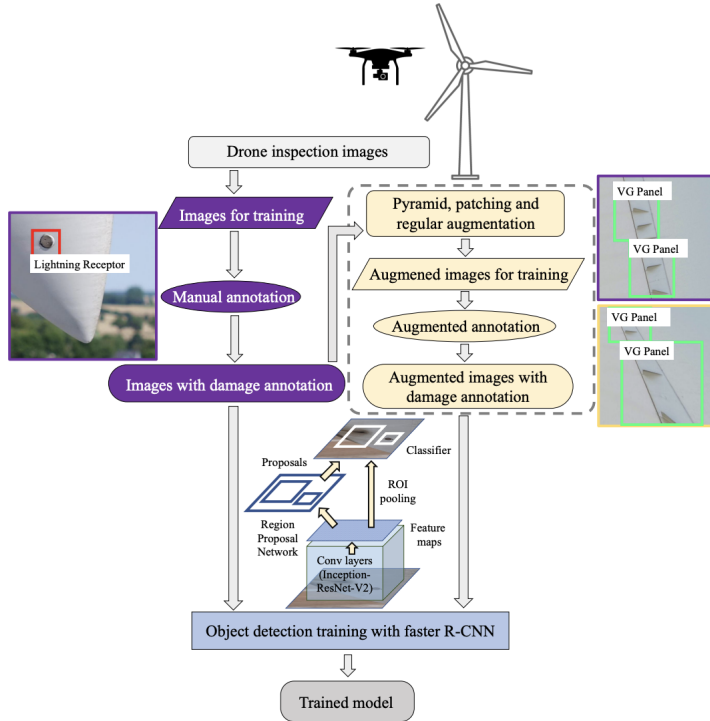 Drone inspection images
Images for training
Lightning Receptor
Manual annotation
Images with damage annotation
Pyramid, patching and
regular augmentation
Augmened images for training
Augmented annotation
Augmented images with
damage annotation
VG Panel
VG Panel
VG Panel
VG Panel
Proposals
Classifier
ROI
pooling
Region
Proposal
Network
Feature
maps
Conv layers
(Inception-
ResNet-V2)
Object detection training with faster R-CNN
Trained model